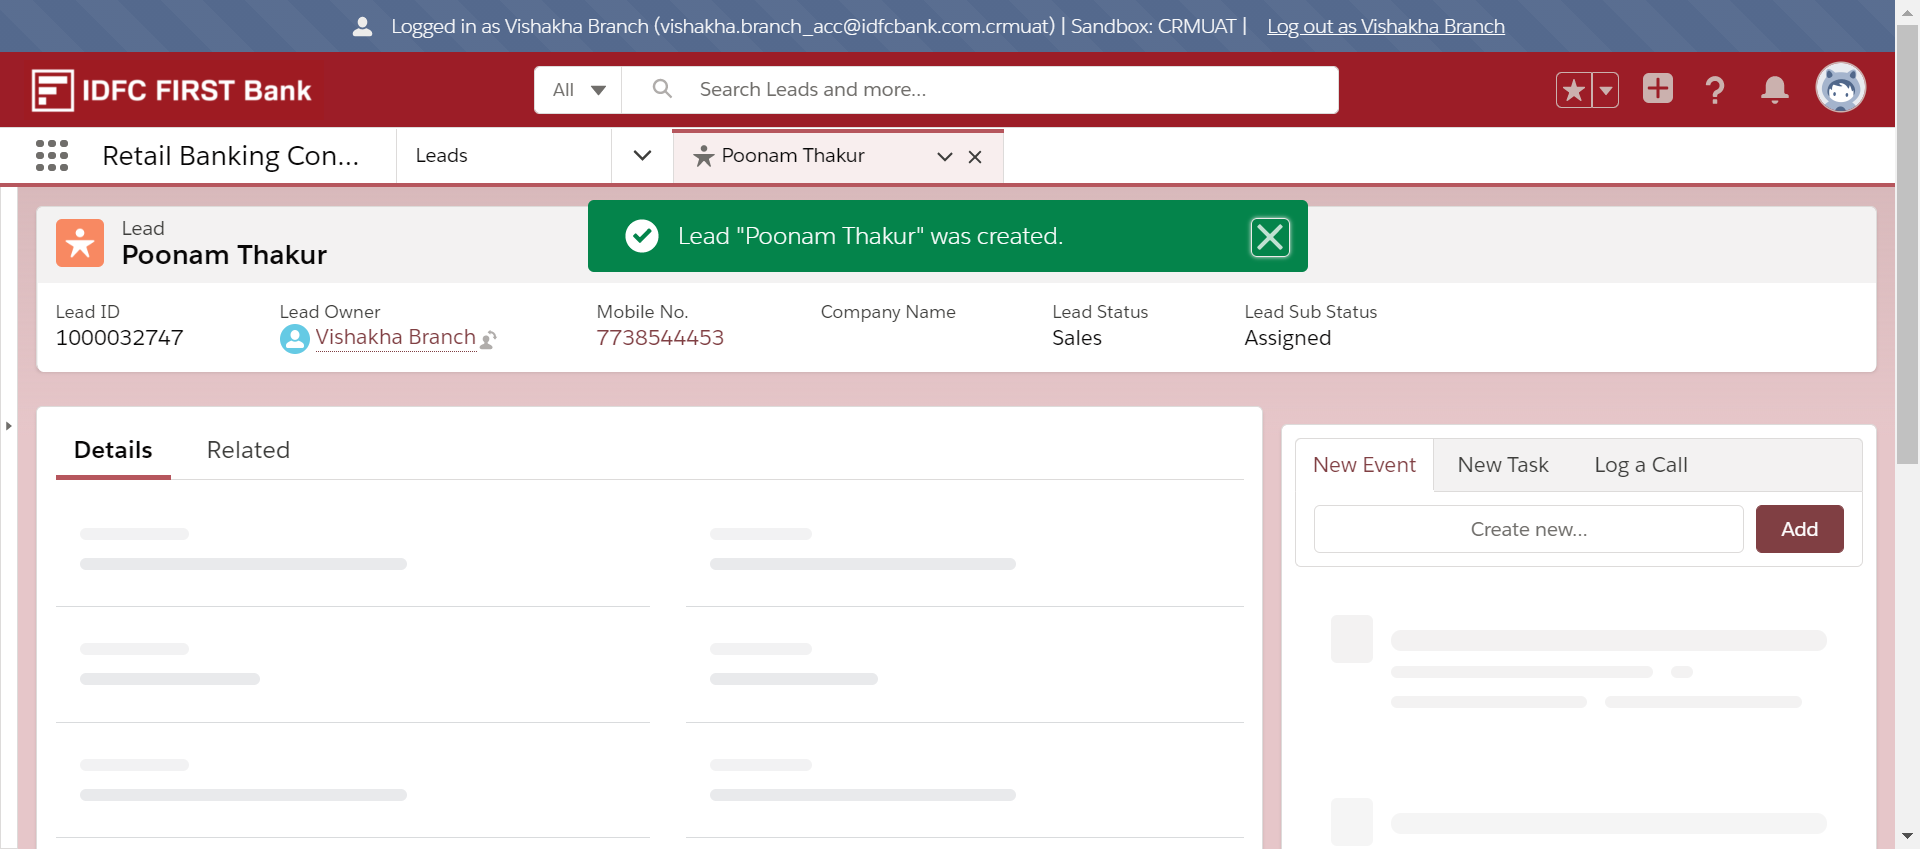 Logged in as Vishakha Branch (vishakha.branch_acc@idfcbank.com.crmuat) | Sandbox: CRMUAT | Log out as Vishakha Branch
IDFC FIRST Bank
All
Search Leads and more...
Retail Banking Con...
Leads
Poonam Thakur
Lead
Poonam Thakur
Lead "Poonam Thakur" was created.
Lead ID
1000032747
Lead Owner
Vishakha Branch
Mobile No.
7738544453
Company Name
Lead Status
Sales
Lead Sub Status
Assigned
Details
Related
New Event
New Task
Log a Call
Create new...
Add